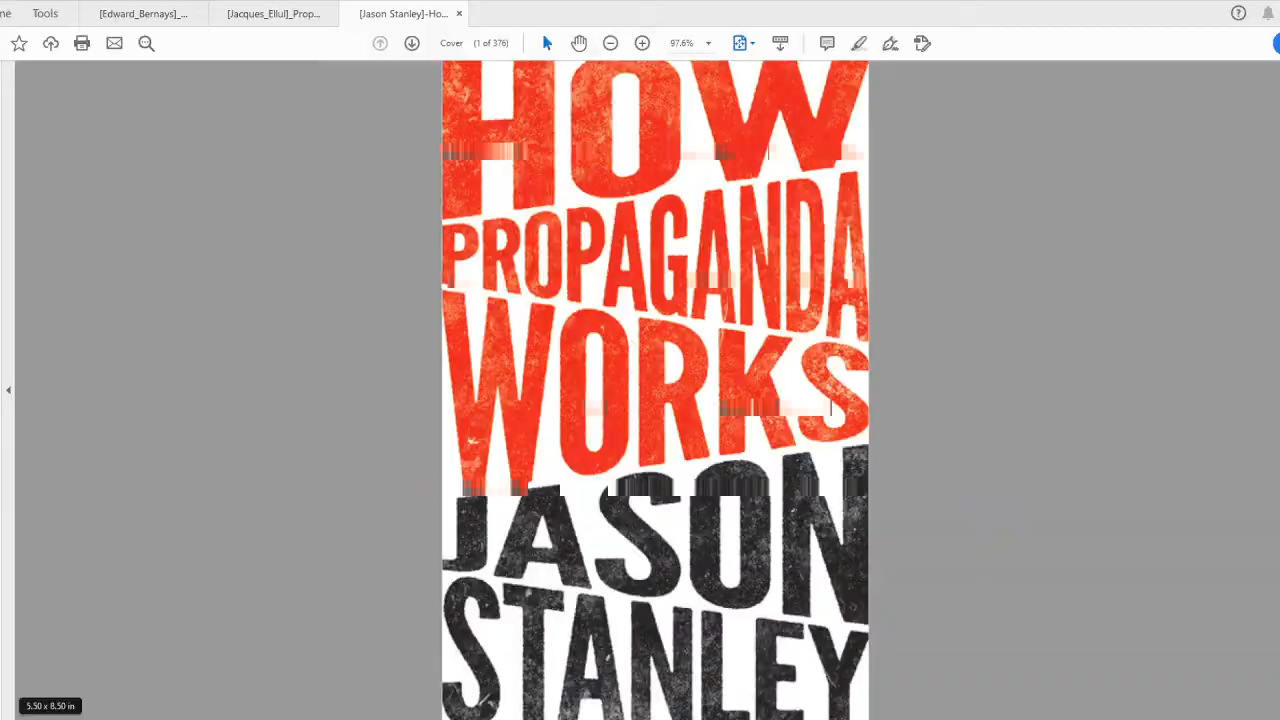 Tools [Edward_Bernays]_... [Jacques_Ellul]_Prop... [Jason Stanley]-Ho... ×
Cover (1 of 376) 97.6%
HOW
PROPAGANDA
WORKS
JASON
STANLEY
5.50 x 8.50 in